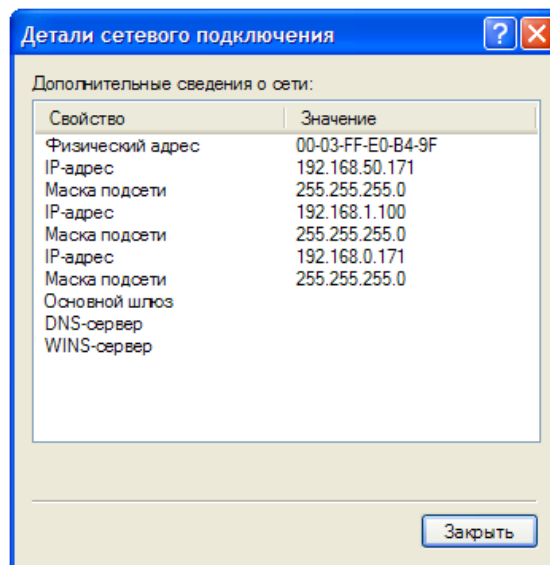 Детали сетевого подключения
Дополнительные сведения о сети:
Свойство Значение
Физический адрес 00-03-FF-E0-B4-9F
IP-адрес 192.168.50.171
Маска подсети 255.255.255.0
IP-адрес 192.168.1.100
Маска подсети 255.255.255.0
IP-адрес 192.168.0.171
Маска подсети 255.255.255.0
Основной шлюз
DNS-сервер
WINS-сервер
Закрыть